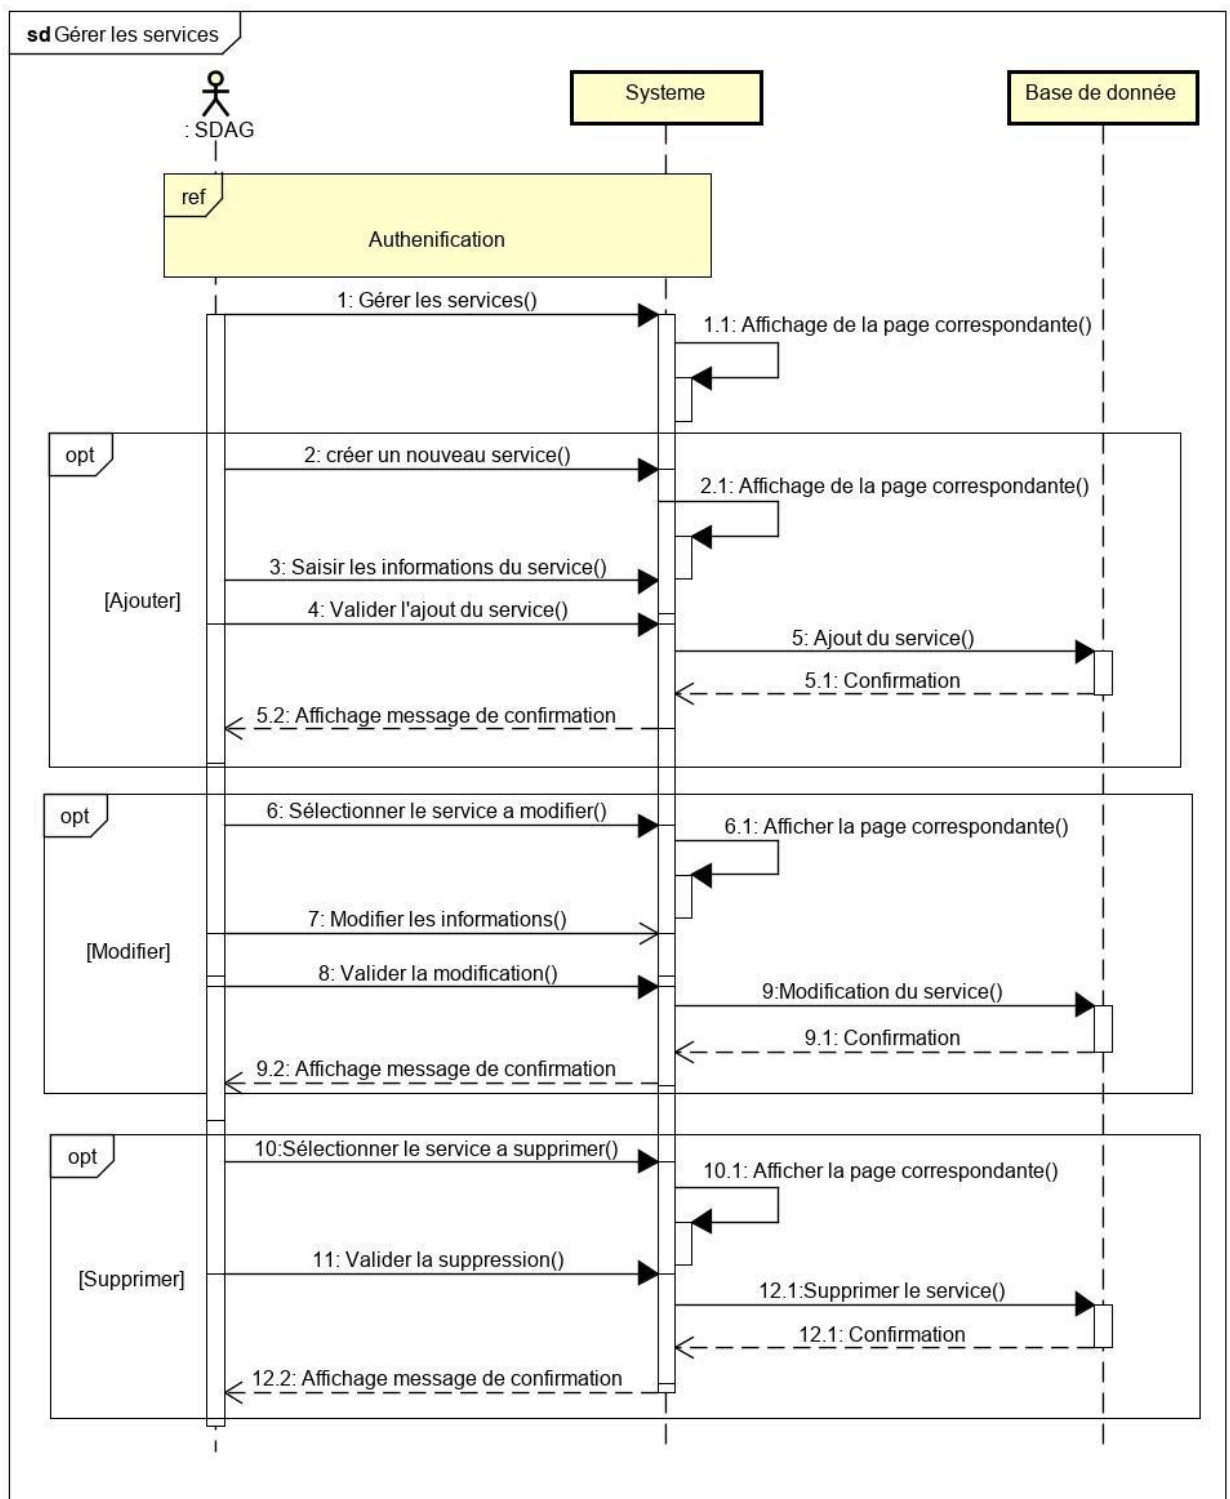 sd Gérer les services
: SDAG
Systeme
Base de donnée
ref
Authenification
1: Gérer les services()
1.1: Affichage de la page correspondante()
opt
2: créer un nouveau service()
2.1: Affichage de la page correspondante()
3: Saisir les informations du service()
[Ajouter]
4: Valider l'ajout du service()
5: Ajout du service()
5.1: Confirmation
5.2: Affichage message de confirmation
opt
6: Sélectionner le service a modifier()
6.1: Afficher la page correspondante()
7: Modifier les informations()
[Modifier]
8: Valider la modification()
9:Modification du service()
9.1: Confirmation
9.2: Affichage message de confirmation
opt
10:Sélectionner le service a supprimer()
10.1: Afficher la page correspondante()
11: Valider la suppression()
[Supprimer]
12.1:Supprimer le service()
12.1: Confirmation
12.2: Affichage message de confirmation